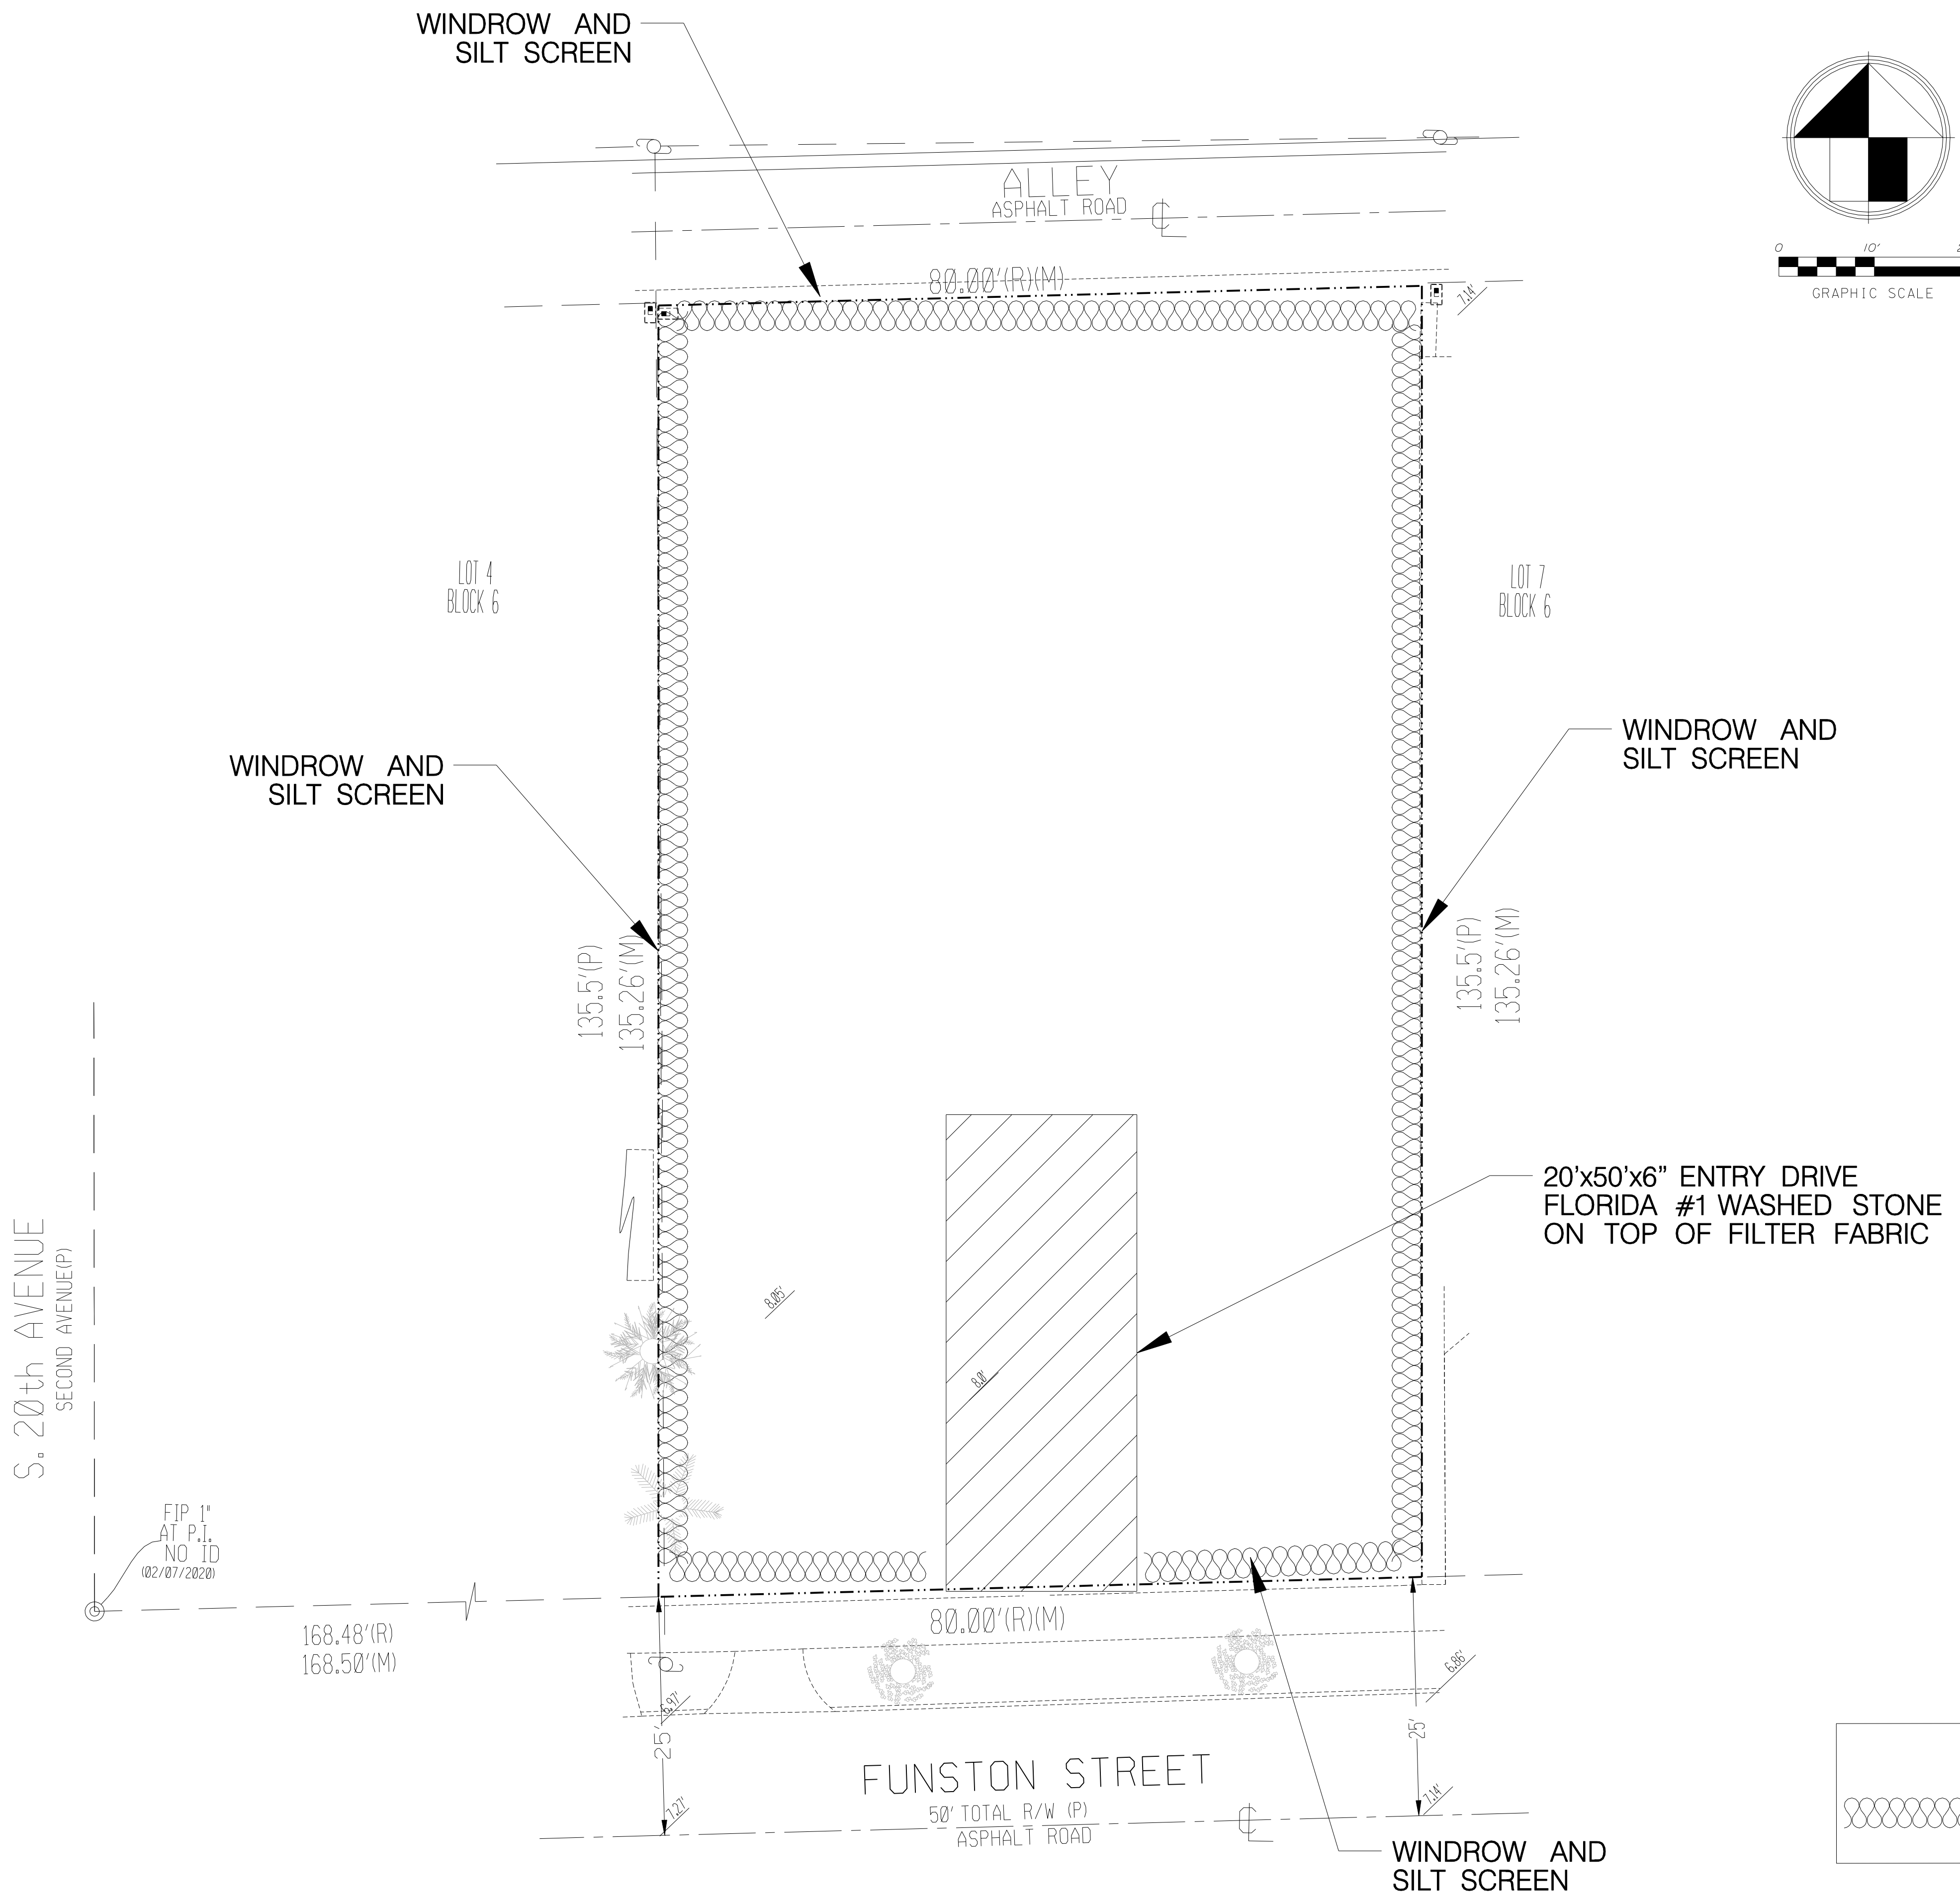 WINDROW AND
SILT SCREEN
ALLEY
ASPHALT ROAD
80.00'(R)(M)
7.14'
0 10'
GRAPHIC SCALE
LOT 4
BLOCK 6
LOT 7
BLOCK 6
WINDROW AND
SILT SCREEN
WINDROW AND
SILT SCREEN
135.5'(P)
135.26'(M)
135.5'(P)
135.26'(M)
20'x50'x6” ENTRY DRIVE
FLORIDA #1 WASHED STONE
ON TOP OF FILTER FABRIC
S. 20th AVENUE
SECOND AVENUE(P)
8.05'
8.0'
FIP 1"
AT P.I.
NO ID
(02/07/2020)
168.48'(R)
168.50'(M)
80.00'(R)(M)
6.97'
6.86'
25'
25'
FUNSTON STREET
50' TOTAL R/W (P)
ASPHALT ROAD
7.27'
7.14'
WINDROW AND
SILT SCREEN